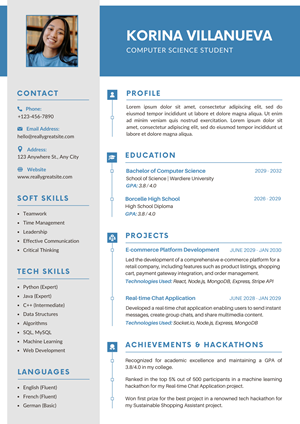 KORINA VILLANUEVA
COMPUTER SCIENCE STUDENT
CONTACT
Phone:
+123-456-7890
Email Address:
hello@reallygreatsite.com
Address:
123 Anywhere St., Any City
Website
www.reallygreatsite.com
SOFT SKILLS
Teamwork
Time Management
Leadership
Effective Communication
Critical Thinking
TECH SKILLS
Python (Expert)
Java (Expert)
C++ (Intermediate)
Data Structures
Algorithms
SQL, MySQL
Machine Learning
Web Development
LANGUAGES
English (Fluent)
French (Fluent)
German (Basic)
PROFILE
Lorem ipsum dolor sit amet, consectetur adipiscing elit, sed do
eiusmod tempor incididunt ut labore et dolore magna aliqua. Ut enim
ad minim veniam quis nostrud exercitation. Lorem ipsum dolor sit
amet, consectetur adipiscing elit, sed do eiusmod tempor incididunt
ut labore et dolore magna aliqua.
EDUCATION
Bachelor of Computer Science 2029 - 2032
School of Science | Wardiere University
GPA: 3.8 / 4.0
Borcelle High School 2026 - 2029
High School Diploma
GPA: 3.8 / 4.0
PROJECTS
E-commerce Platform Development JUNE 2029 - JAN 2030
Led the development of a comprehensive e-commerce platform for a
retail company, including features such as product listings, shopping
cart, payment gateway integration, and order management.
Technologies Used: React, Node.js, MongoDB, Express, Stripe API
Real-time Chat Application JUNE 2028 - JAN 2029
Developed a real-time chat application enabling users to send instant
messages, create group chats, and share multimedia content.
Technologies Used: Socket.io, Node.js, Express, MongoDB
ACHIEVEMENTS & HACKATHONS
Recognized for academic excellence and maintaining a GPA of
3.8/4.0 in my college.
Ranked in the top 5% out of 500 participants in a machine learning
hackathon for my Real-time Chat Application project.
Won first prize for the best project in a renowned tech hackathon for
my Sustainable Shopping Assistant project.